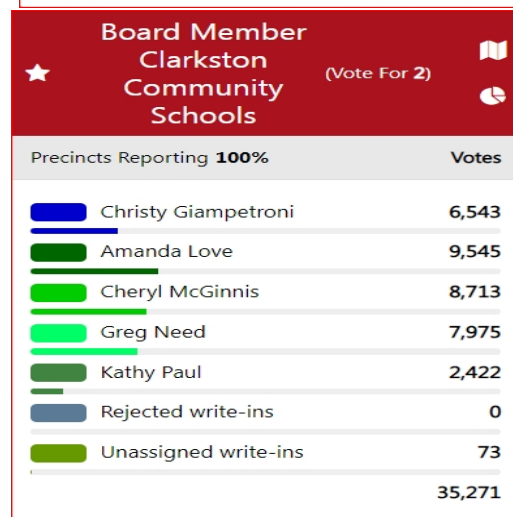 Board Member
Clarkston
Community
Schools
(Vote For 2)
Precincts Reporting 100% Votes
Christy Giampetroni 6,543
Amanda Love 9,545
Cheryl McGinnis 8,713
Greg Need 7,975
Kathy Paul 2,422
Rejected write-ins 0
Unassigned write-ins 73
35,271